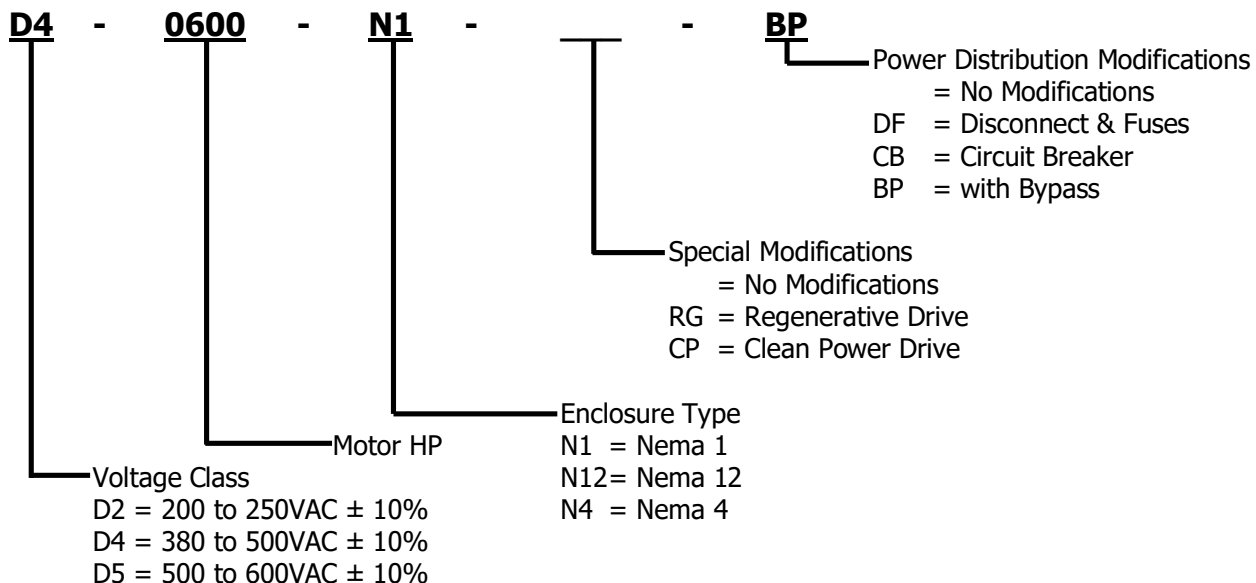 D4 - 0600 - N1 - ___ - BP
Power Distribution Modifications
= No Modifications
DF = Disconnect & Fuses
CB = Circuit Breaker
BP = with Bypass
Special Modifications
= No Modifications
RG = Regenerative Drive
CP = Clean Power Drive
Enclosure Type
N1 = Nema 1
N12= Nema 12
N4 = Nema 4
Motor HP
Voltage Class
D2 = 200 to 250VAC ± 10%
D4 = 380 to 500VAC ± 10%
D5 = 500 to 600VAC ± 10%